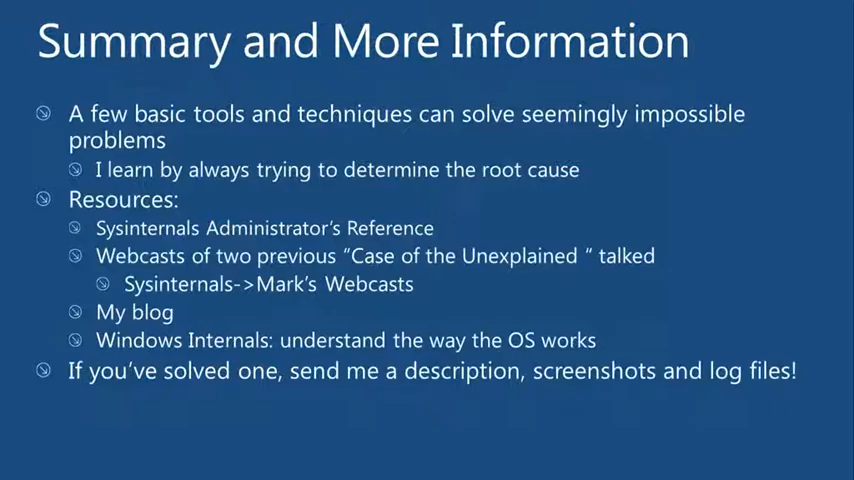 Summary and More Information
A few basic tools and techniques can solve seemingly impossible
problems
I learn by always trying to determine the root cause
Resources:
Sysinternals Administrator's Reference
Webcasts of two previous "Case of the Unexplained " talked
Sysinternals->Mark's Webcasts
My blog
Windows Internals: understand the way the OS works
If you've solved one, send me a description, screenshots and log files!